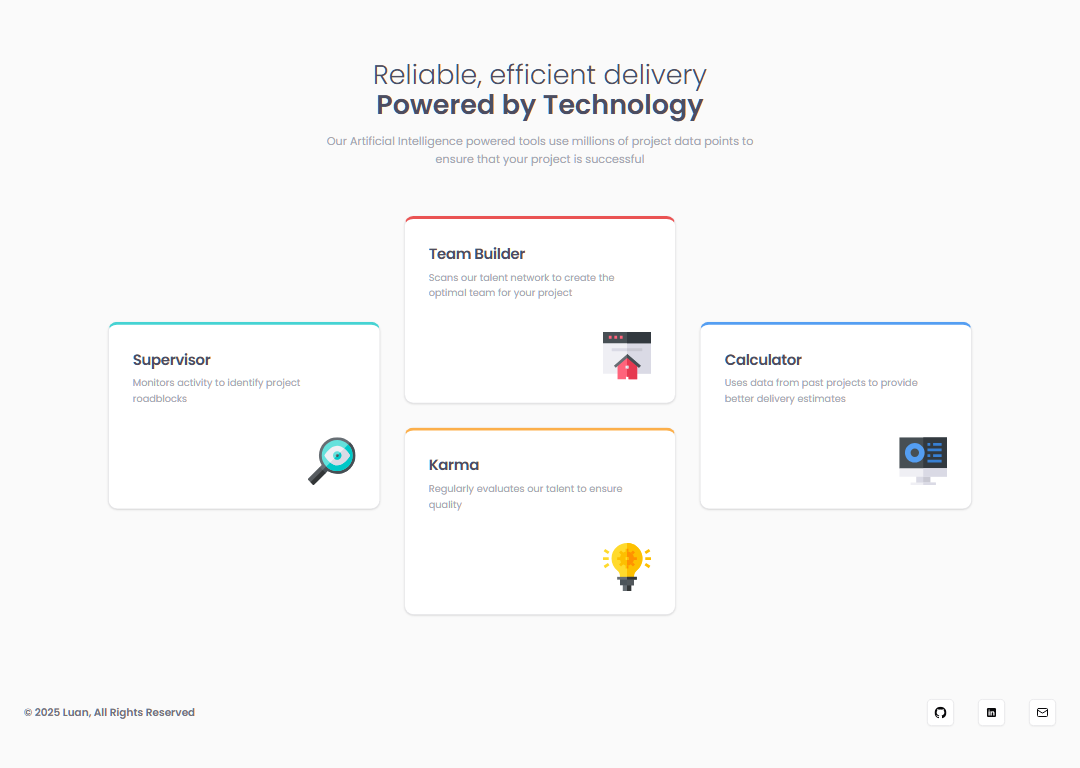 Reliable, efficient delivery
Powered by Technology
Our Artificial Intelligence powered tools use millions of project data points to
ensure that your project is successful
Supervisor
Monitors activity to identify project
roadblocks
Team Builder
Scans our talent network to create the
optimal team for your project
Karma
Regularly evaluates our talent to ensure
quality
Calculator
Uses data from past projects to provide
better delivery estimates
© 2025 Luan, All Rights Reserved